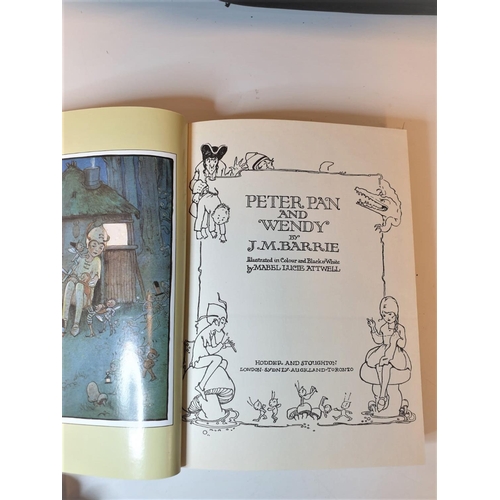 PETER PAN
AND
"WENDY"
BY
J.M.BARRIE
Illustrated in Colour and Black & White
by MABEL LUCIE ATTWELL
HODDER AND STOUGHTON
LONDON·SYDNEY·AUCKLAND·TORONTO